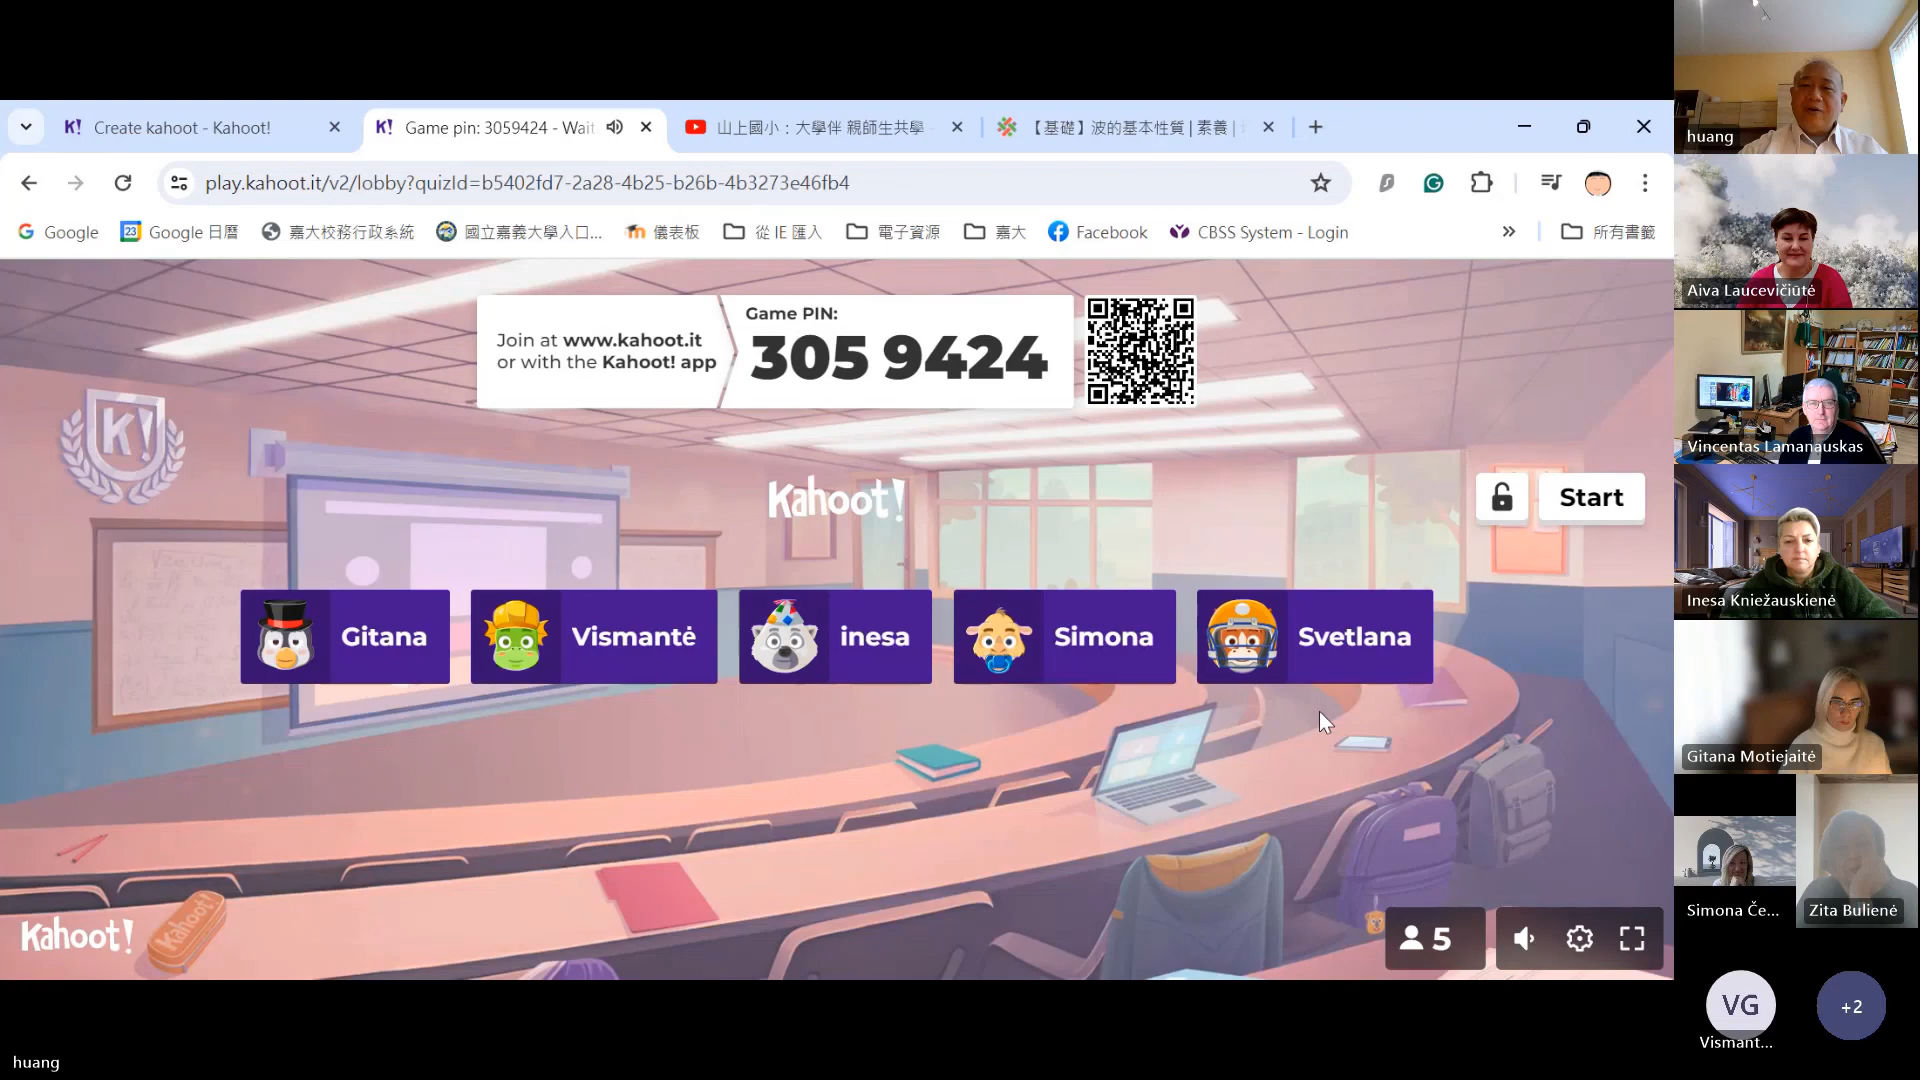 K! Create kahoot - Kahoot!
K! Game pin: 3059424 - Wait
山上國小：大學伴 親師生共學
【基礎】波的基本性質 | 素養 |
play.kahoot.it/v2/lobby?quizId=b5402fd7-2a28-4b25-b26b-4b3273e46fb4
Google
23 Google 日曆
嘉大校務行政系統
國立嘉義大學入口...
儀表板
從 IE 匯入
電子資源
嘉大
Facebook
CBSS System - Login
所有書籤
Join at www.kahoot.it
or with the Kahoot! app
Game PIN:
305 9424
K!
Kahoot!
Start
Gitana
Vismantė
inesa
Simona
Svetlana
Kahoot!
Kahoot!
5
huang
huang
Aiva Laucevičiūtė
Vincentas Lamanauskas
Inesa Kniežauskienė
Gitana Motiejaitė
Simona Če...
Zita Bulienė
VG
Vismant...
+2